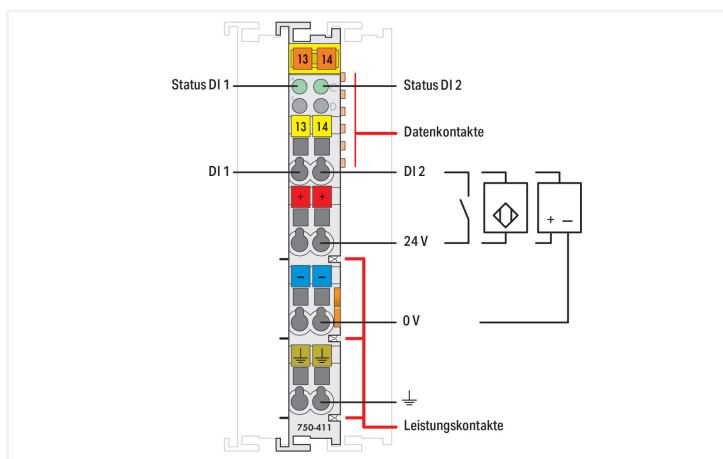 13 14
Status DI 1
Status DI 2
C
D
Datenkontakte
13 14
DI 1
DI 2
+ +
+ –
24 V
– –
0 V
Leistungskontakte
750-411